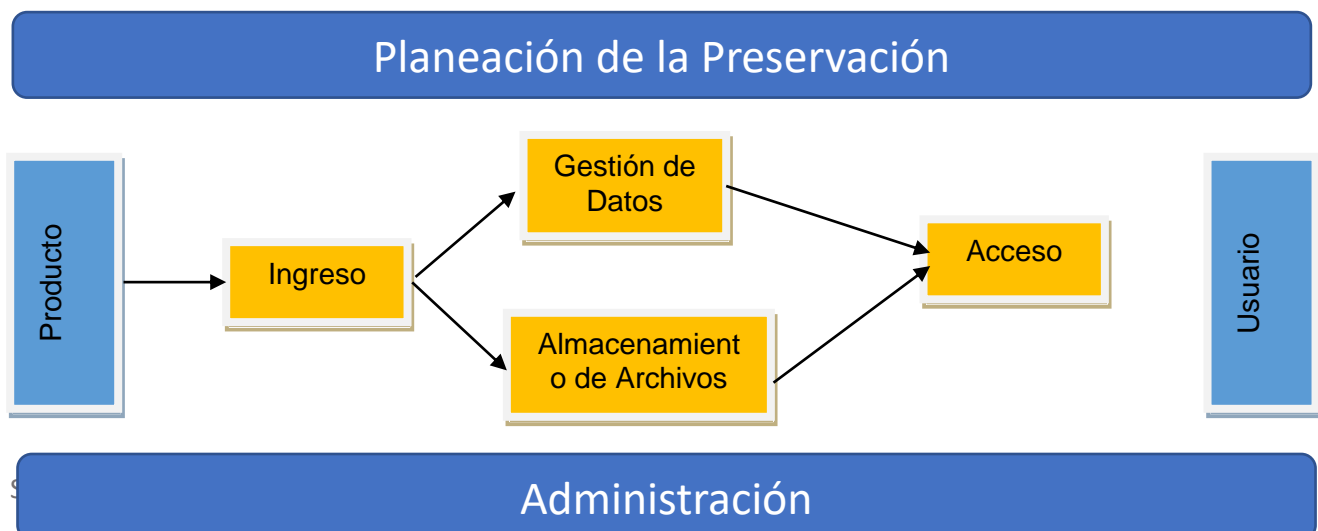 Planeación de la Preservación
Producto
Ingreso
Gestión de
Datos
Almacenamient
o de Archivos
Acceso
Usuario
Administración